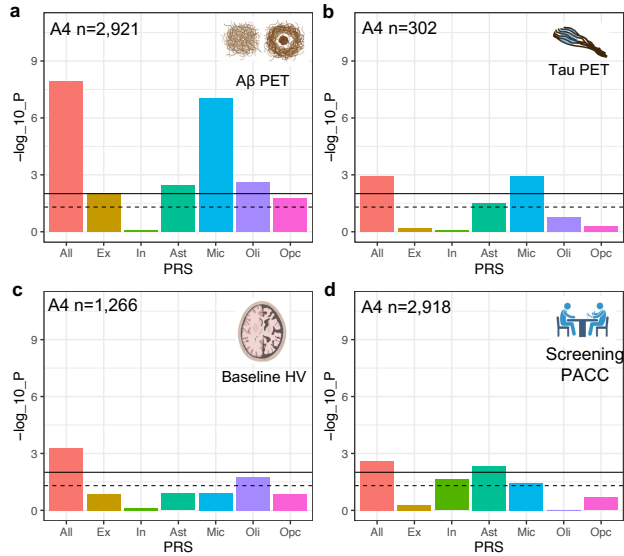 a
A4 n=2,921
Aβ PET
−log_10_P
9
6
3
0
All Ex In Ast Mic Oli Opc
PRS
b
A4 n=302
Tau PET
−log_10_P
9
6
3
0
All Ex In Ast Mic Oli Opc
PRS
c
A4 n=1,266
Baseline HV
−log_10_P
9
6
3
0
All Ex In Ast Mic Oli Opc
PRS
d
A4 n=2,918
Screening
PACC
−log_10_P
9
6
3
0
All Ex In Ast Mic Oli Opc
PRS